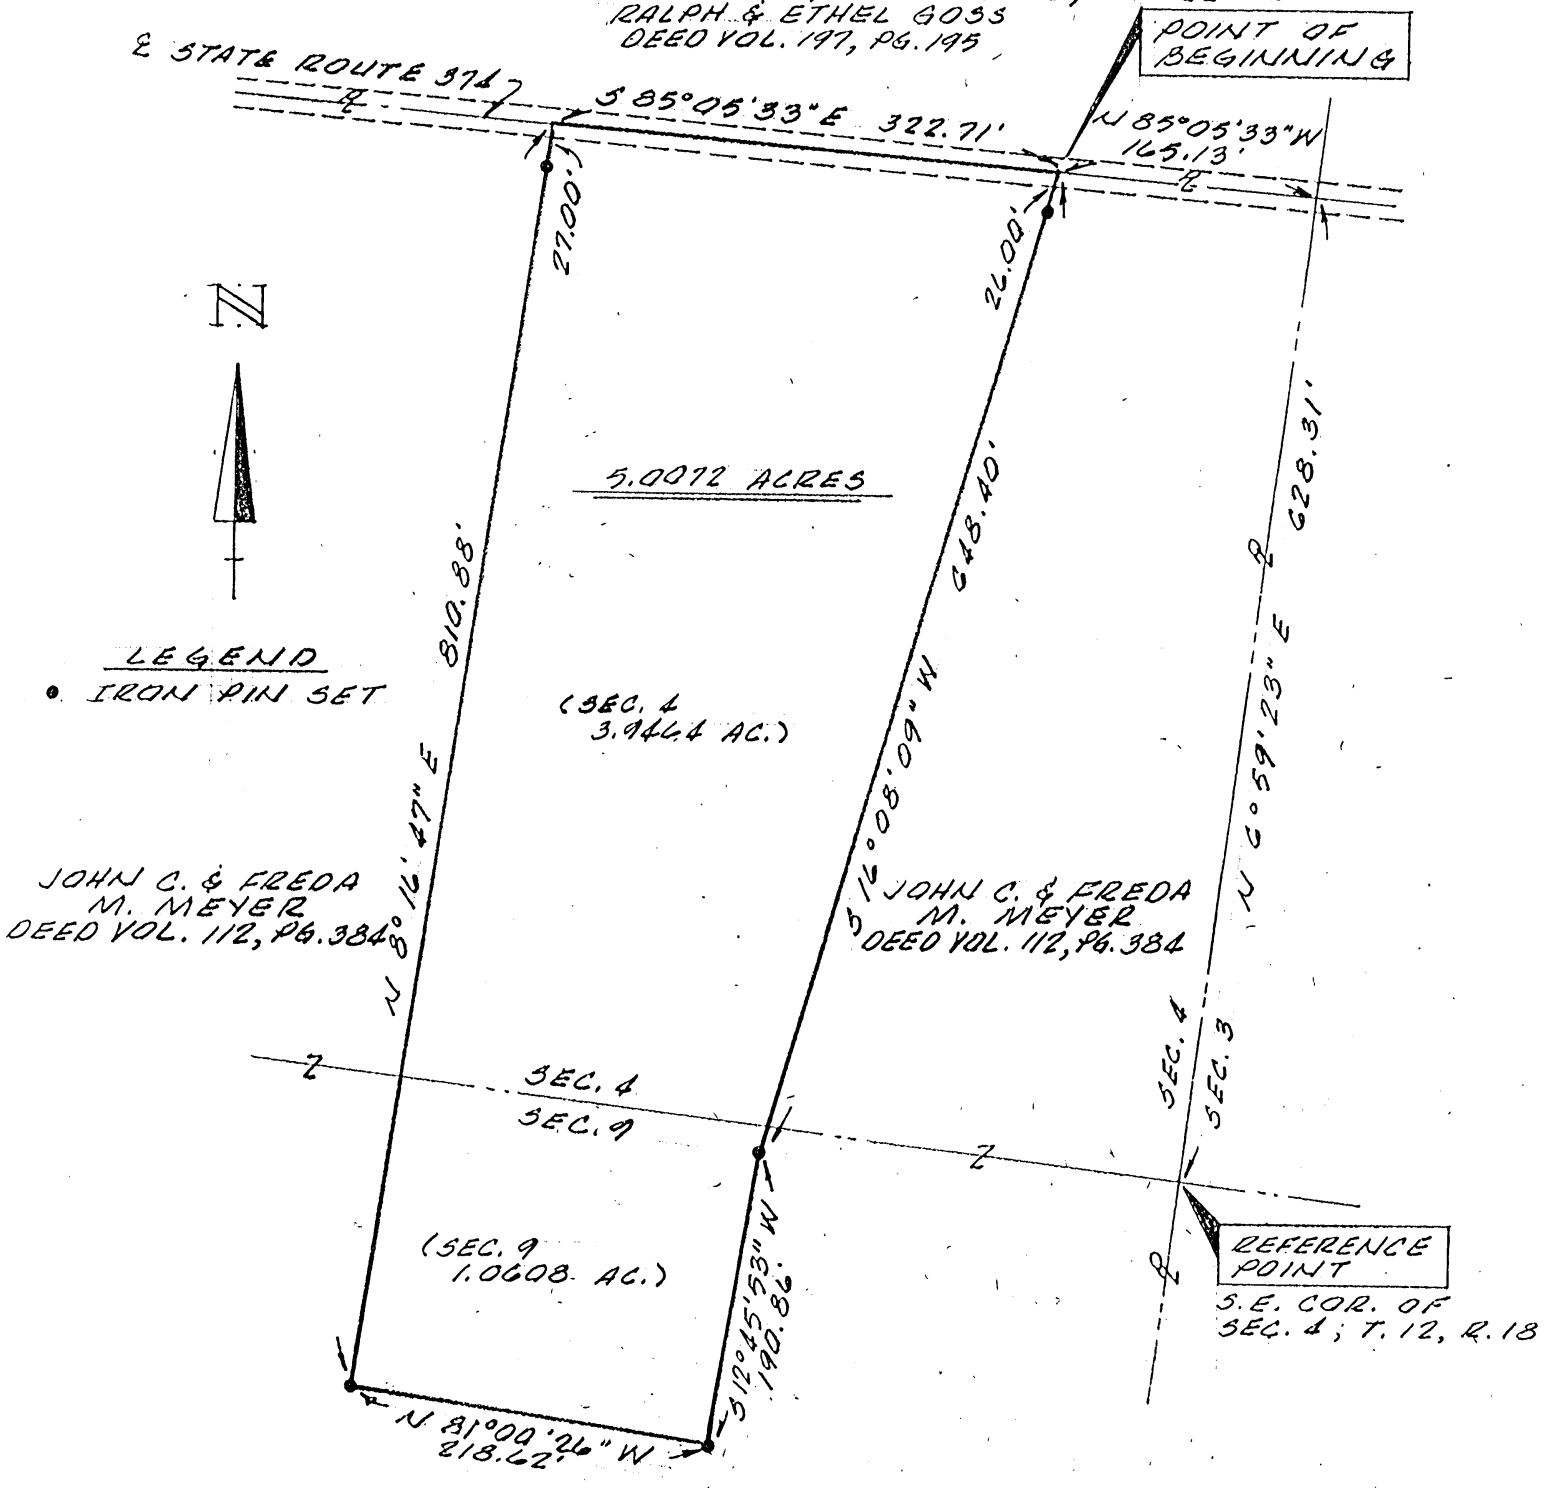 RALPH & ETHEL GOSS
DEED VOL. 197, PG. 195
POINT OF
BEGINNING
℄ STATE ROUTE 374
S 85°05'33" E 322.71'
N 85°05'33" W
165.13'
27.00'
26.00'
N
5.0072 ACRES
648.40'
628.31'
810.88'
LEGEND
• IRON PIN SET
(SEC. 4
3.9464 AC.)
S 16°08'09" W
N 6°59'23" E
N 8°16'47" E
JOHN C. & FREDA
M. MEYER
DEED VOL. 112, PG. 384
JOHN C. & FREDA
M. MEYER
DEED VOL. 112, PG. 384
SEC. 4
SEC. 3
SEC. 4
SEC. 9
(SEC. 9
1.0608 AC.)
S 12°45'53" W
190.86'
REFERENCE
POINT
S.E. COR. OF
SEC. 4; T. 12, R. 18
N 81°00'26" W
218.62'